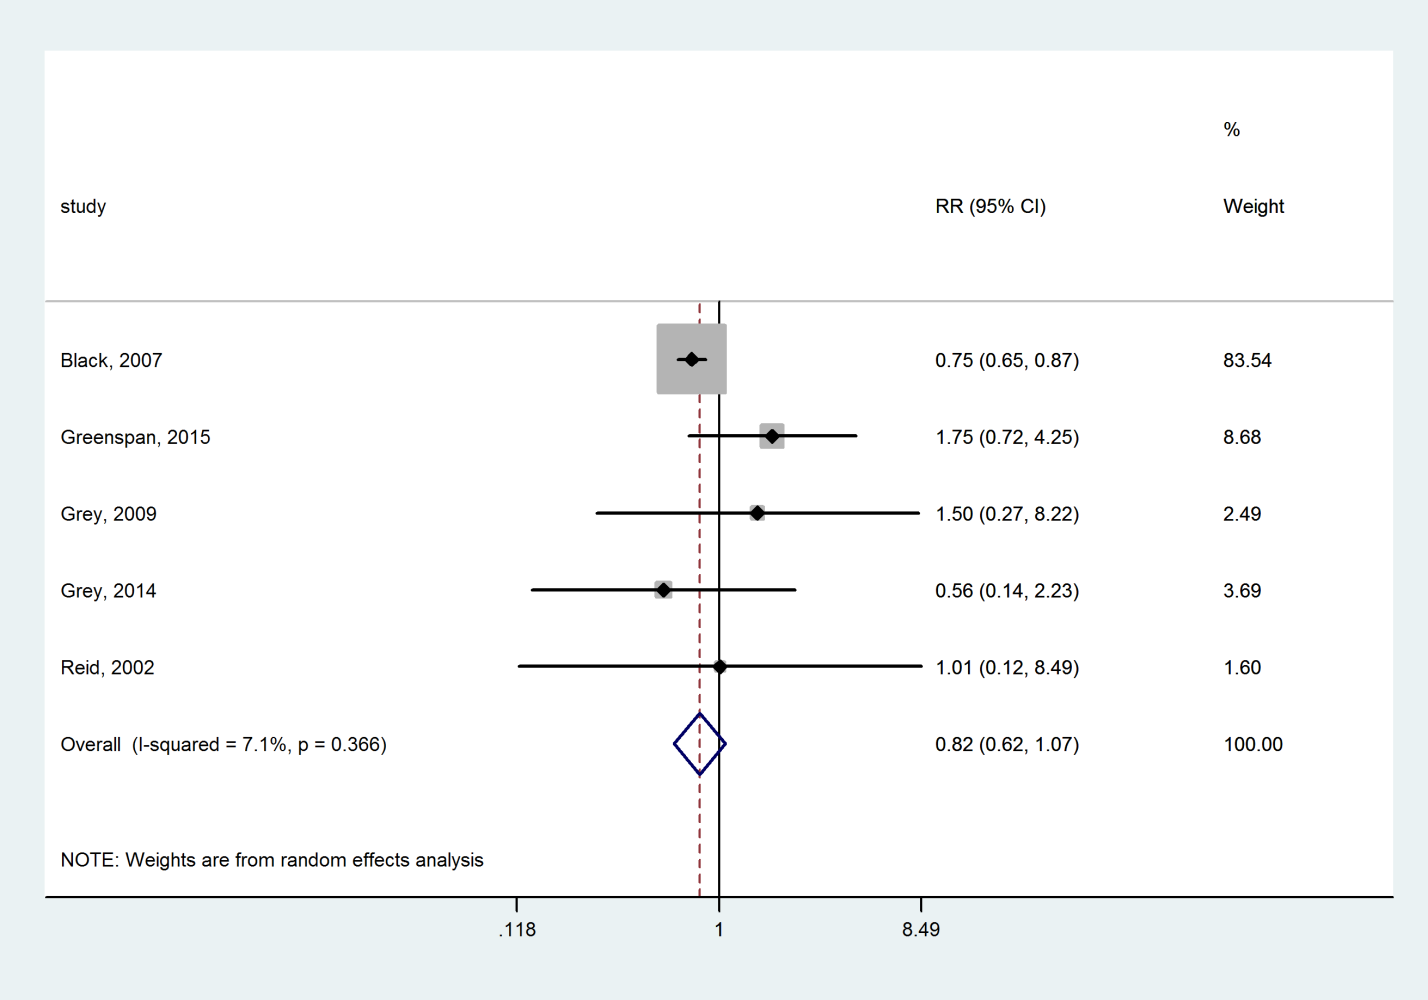 %
study RR (95% CI) Weight
Black, 2007 0.75 (0.65, 0.87) 83.54
Greenspan, 2015 1.75 (0.72, 4.25) 8.68
Grey, 2009 1.50 (0.27, 8.22) 2.49
Grey, 2014 0.56 (0.14, 2.23) 3.69
Reid, 2002 1.01 (0.12, 8.49) 1.60
Overall (I-squared = 7.1%, p = 0.366) 0.82 (0.62, 1.07) 100.00
NOTE: Weights are from random effects analysis
.118 1 8.49